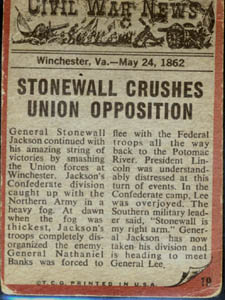 CIVIL WAR NEWS
Winchester, Va.—May 24, 1862
STONEWALL CRUSHES
UNION OPPOSITION
General Stonewall
Jackson continued with
his amazing string of
victories by smashing
the Union forces at
Winchester. Jackson's
Confederate division
caught up with the
Northern Army in a
heavy fog. At dawn
when the fog was
thickest, Jackson's
troops completely dis-
organized the enemy.
General Nathaniel
Banks was forced to
flee with the Federal
troops all the way
back to the Potomac
River. President Lin-
coln was understand-
ably distressed at this
turn of events. In the
Confederate camp, Lee
was overjoyed. The
Southern military lead-
er said, "Stonewall is
my right arm." Gener-
al Jackson has now
taken his division and
is heading to meet
General Lee.
© T. C. G. PRINTED IN U.S.A.